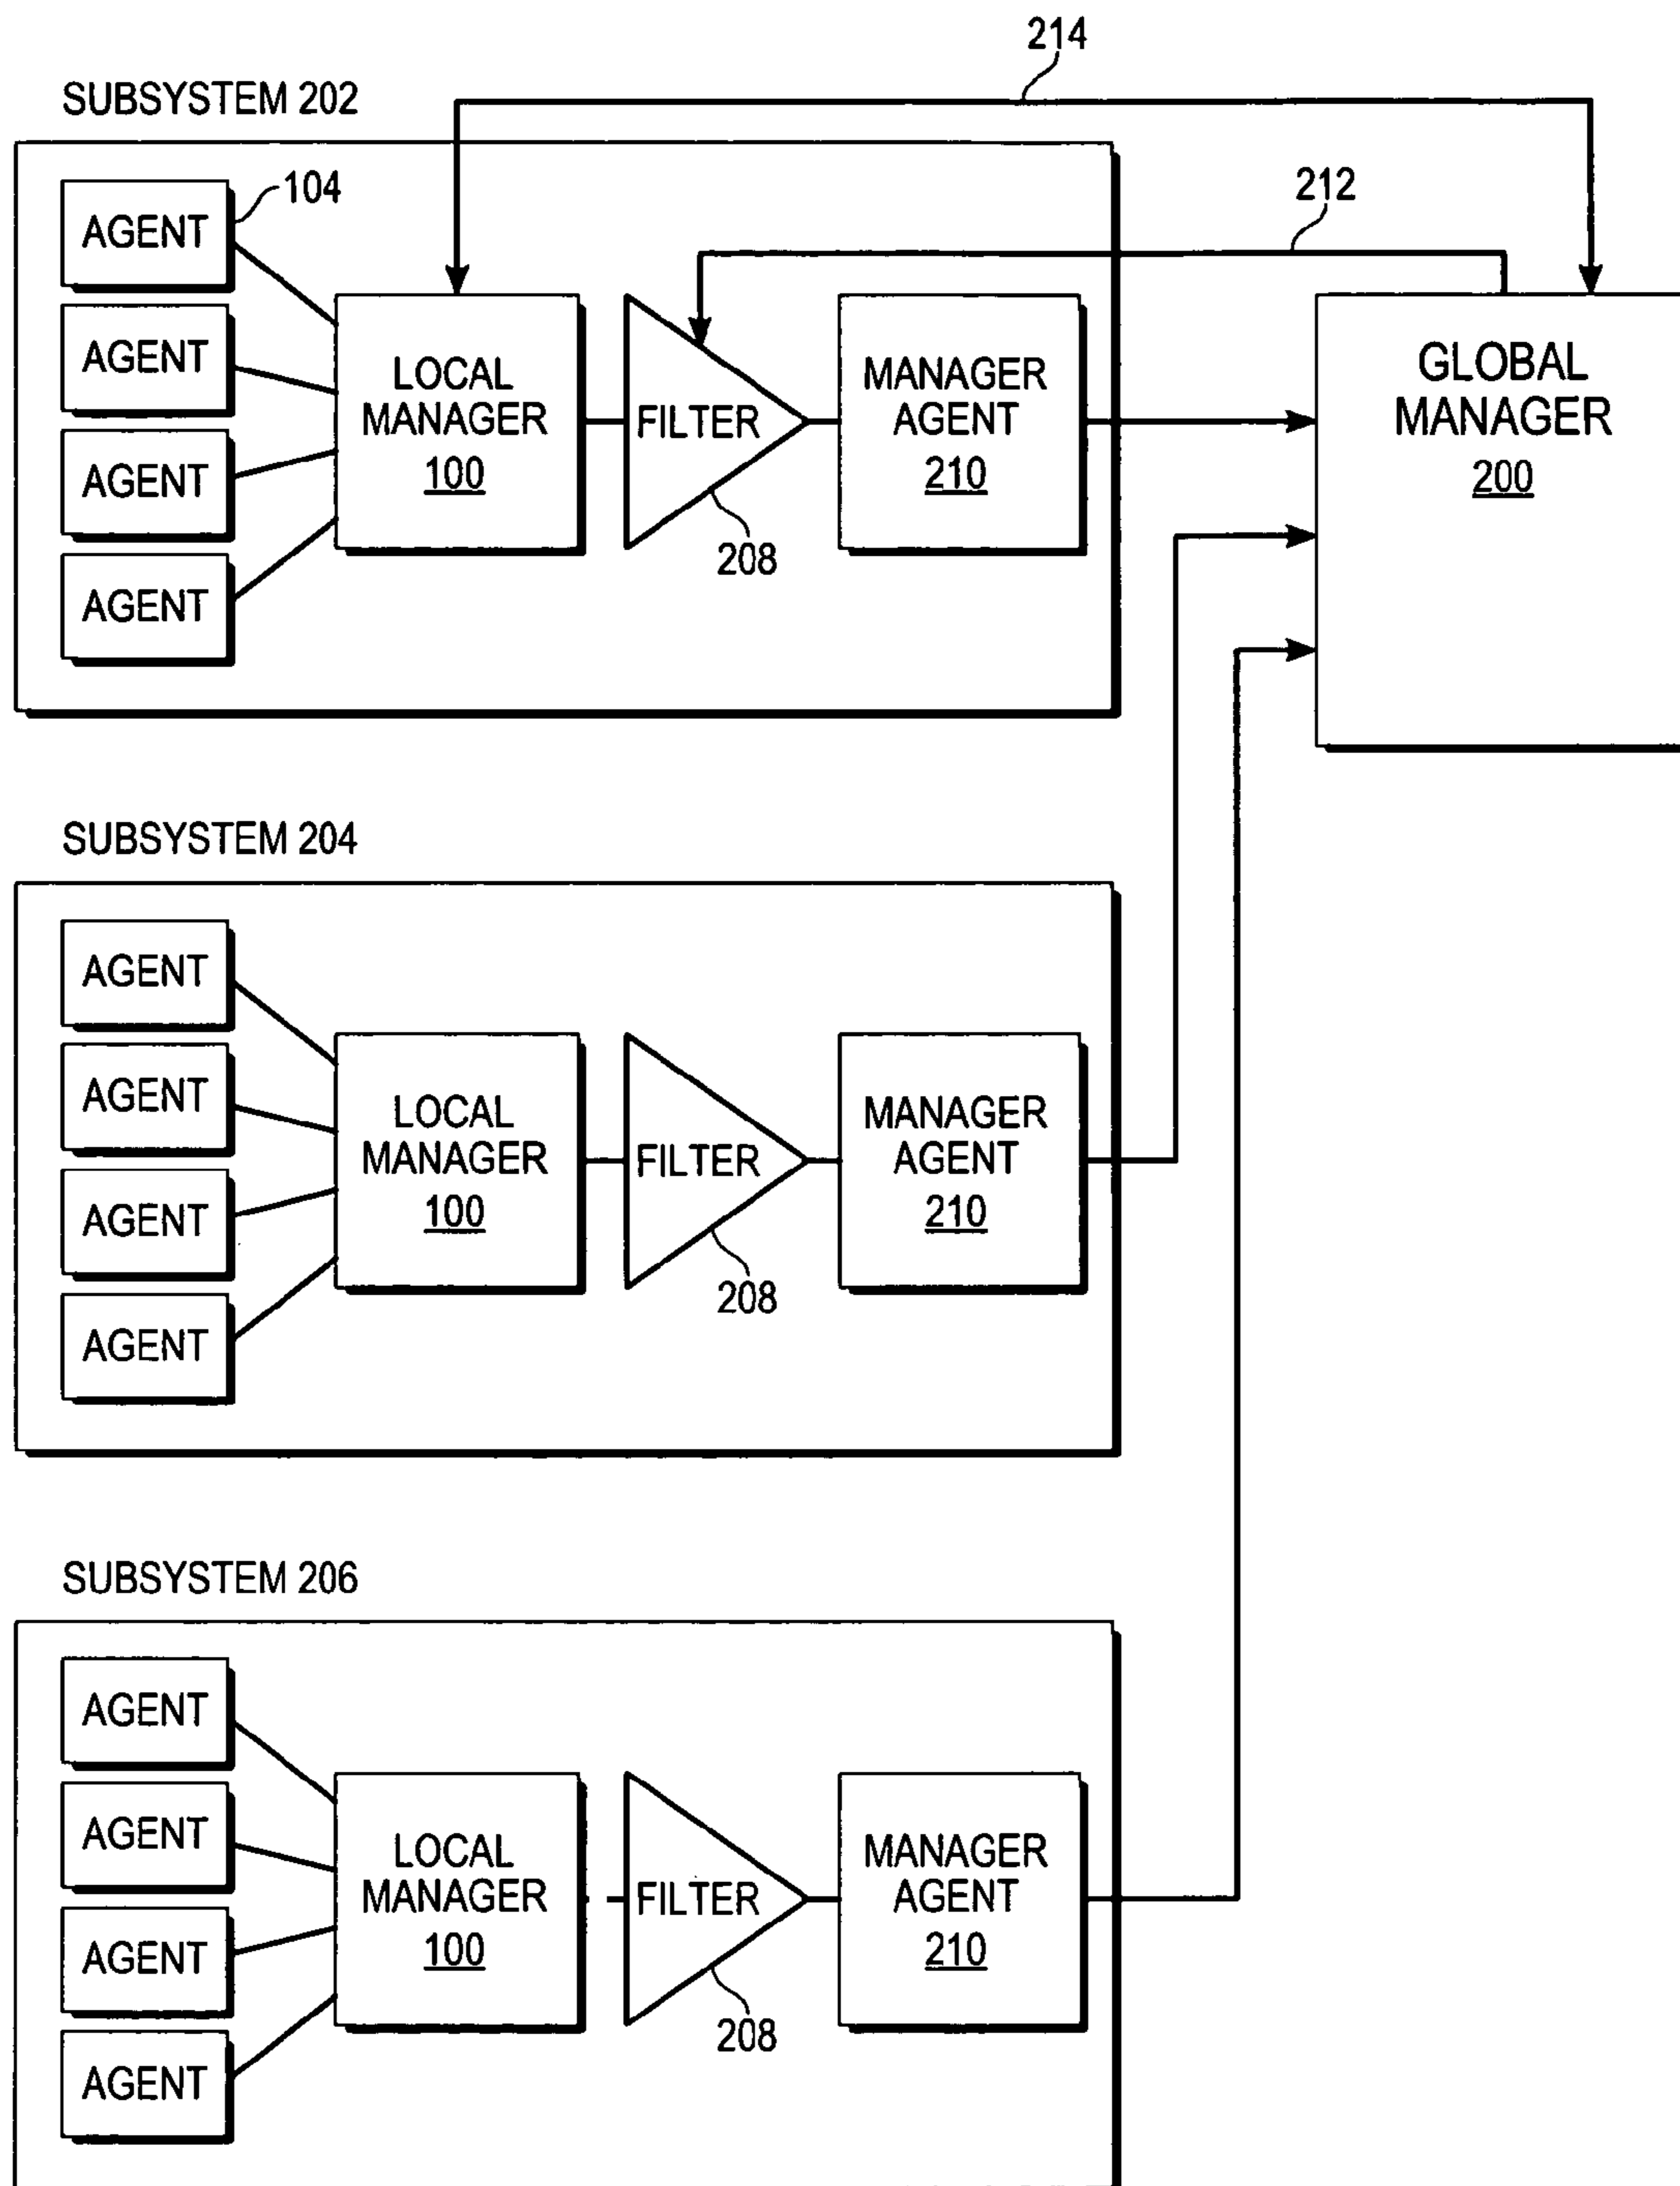 214
SUBSYSTEM 202
104
212
AGENT
AGENT
AGENT
AGENT
LOCAL
MANAGER
100
FILTER
208
MANAGER
AGENT
210
GLOBAL
MANAGER
200
SUBSYSTEM 204
AGENT
AGENT
AGENT
AGENT
LOCAL
MANAGER
100
FILTER
208
MANAGER
AGENT
210
SUBSYSTEM 206
AGENT
AGENT
AGENT
AGENT
LOCAL
MANAGER
100
FILTER
208
MANAGER
AGENT
210